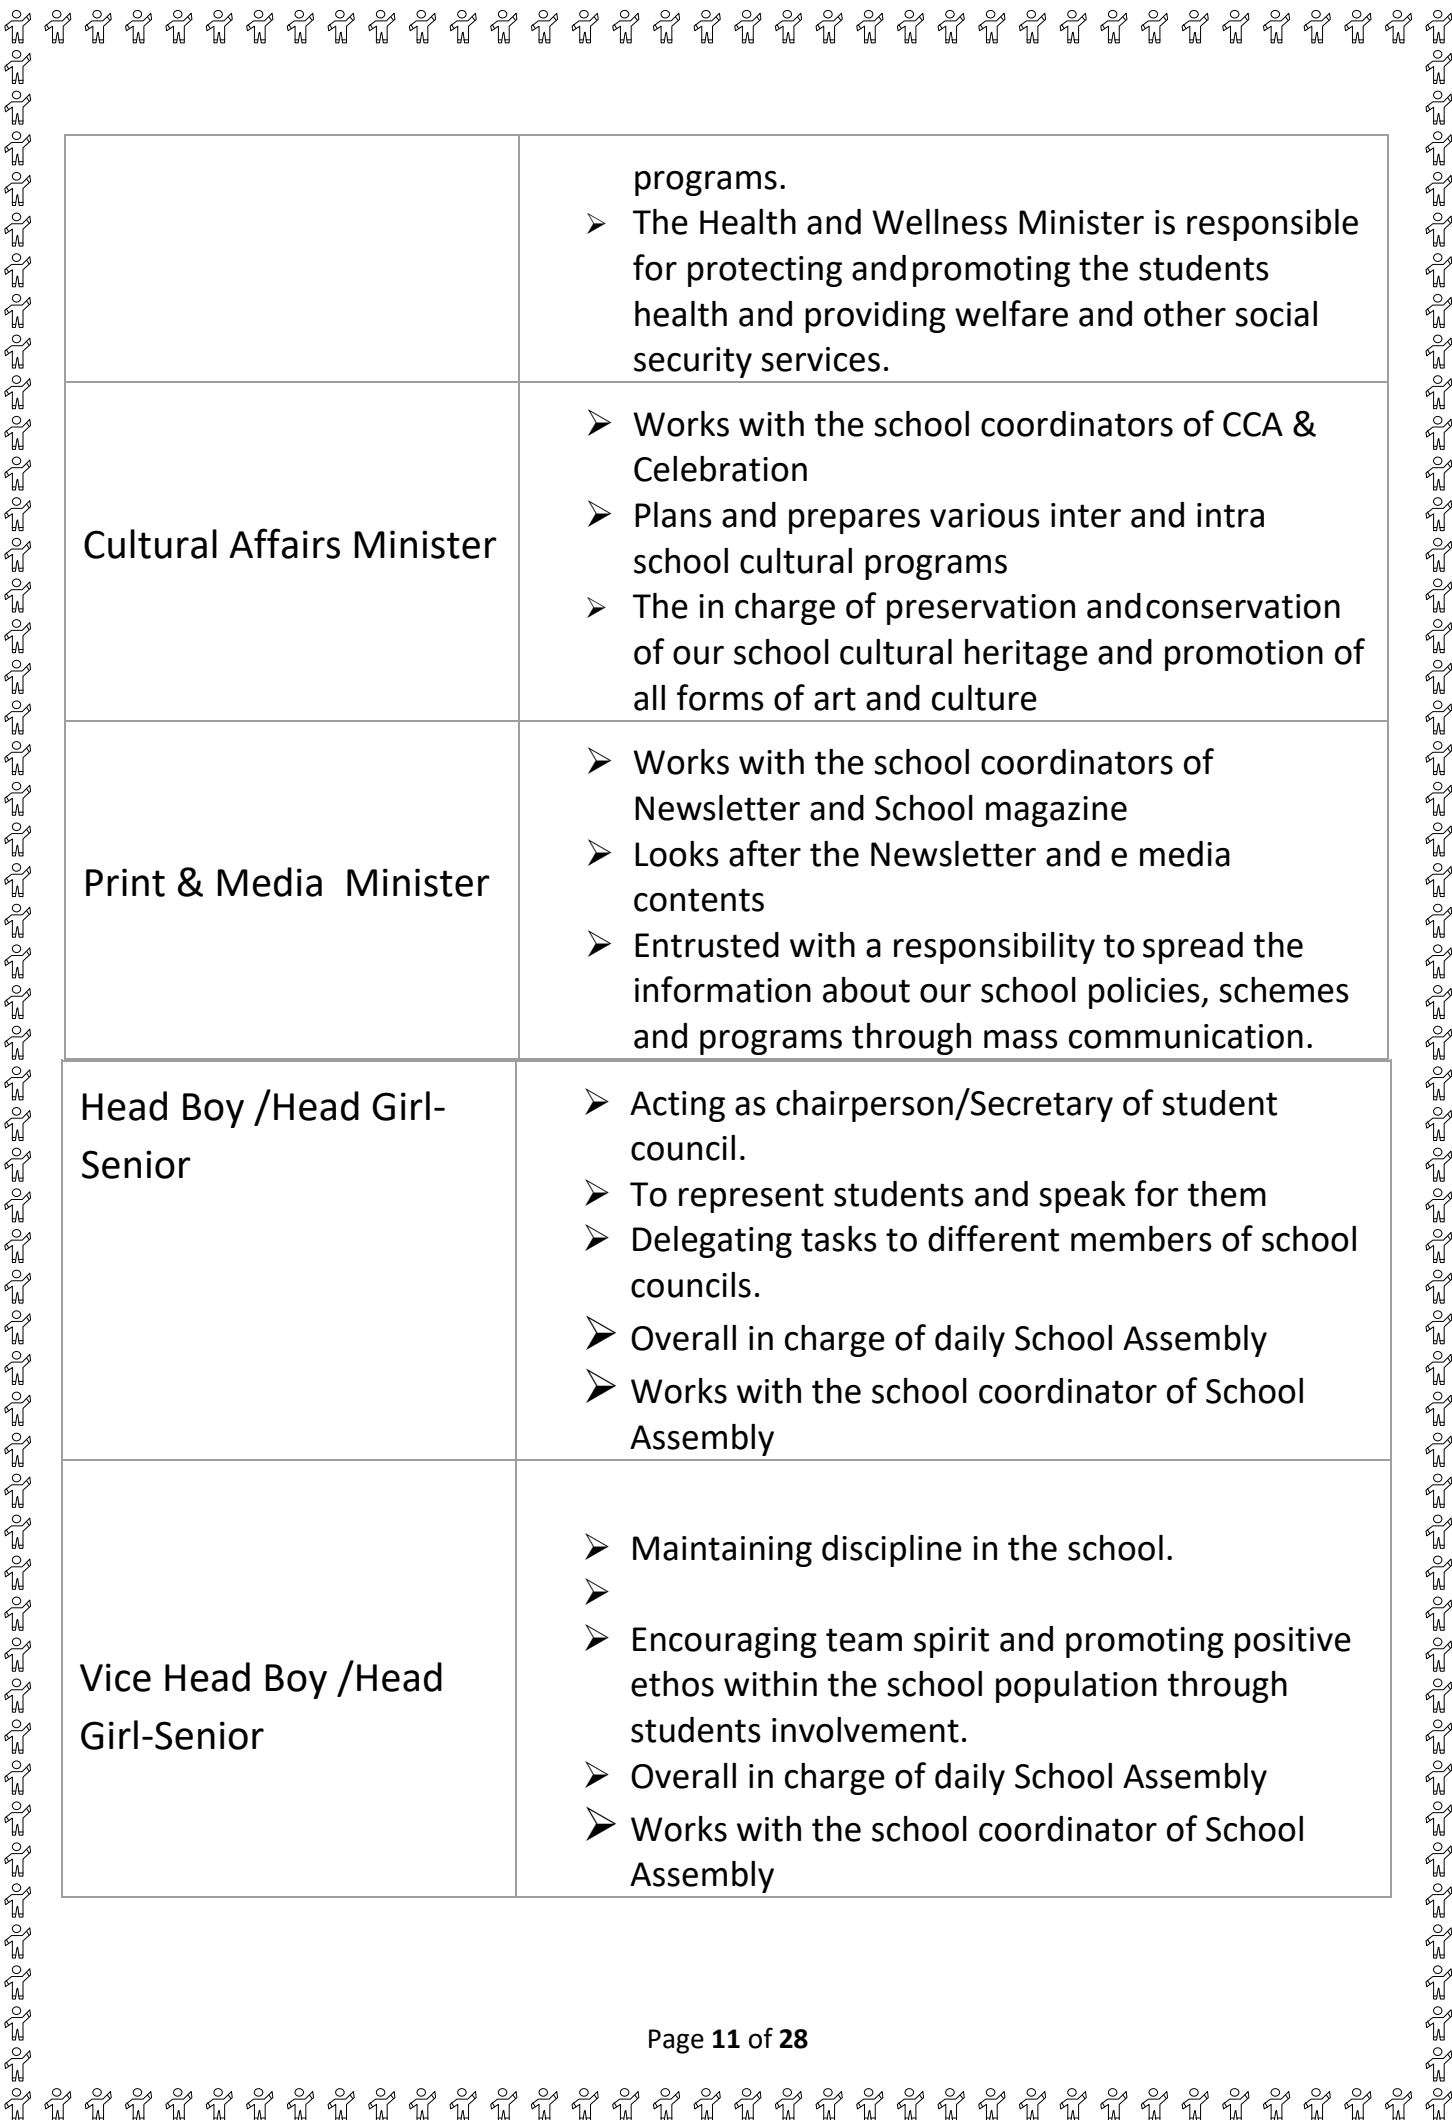 programs.
➢ The Health and Wellness Minister is responsible
for protecting andpromoting the students
health and providing welfare and other social
security services.
Cultural Affairs Minister
➢ Works with the school coordinators of CCA &
Celebration
➢ Plans and prepares various inter and intra
school cultural programs
➢ The in charge of preservation andconservation
of our school cultural heritage and promotion of
all forms of art and culture
Print & Media  Minister
➢ Works with the school coordinators of
Newsletter and School magazine
➢ Looks after the Newsletter and e media
contents
➢ Entrusted with a responsibility to spread the
information about our school policies, schemes
and programs through mass communication.
Head Boy /Head Girl-
Senior
➢ Acting as chairperson/Secretary of student
council.
➢ To represent students and speak for them
➢ Delegating tasks to different members of school
councils.
➢ Overall in charge of daily School Assembly
➢ Works with the school coordinator of School
Assembly
Vice Head Boy /Head
Girl-Senior
➢ Maintaining discipline in the school.
➢
➢ Encouraging team spirit and promoting positive
ethos within the school population through
students involvement.
➢ Overall in charge of daily School Assembly
➢ Works with the school coordinator of School
Assembly
Page 11 of 28